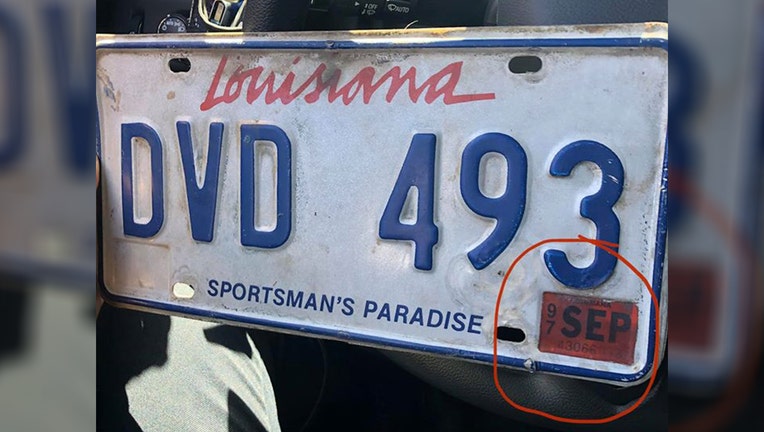 Louisiana
DVD 493
SPORTSMAN'S PARADISE
97 SEP